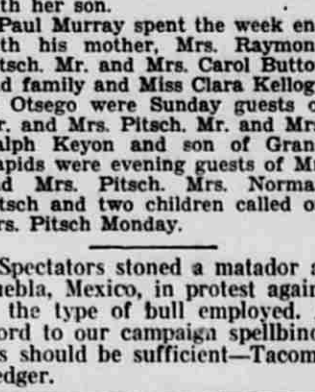 th her son.
Paul Murray spent the week en
th his mother, Mrs. Raymon
tsch. Mr. and Mrs. Carol Butto
d family and Miss Clara Kellog
Otsego were Sunday guests o
r. and Mrs. Pitsch. Mr. and Mrs
alph Keyon and son of Gran
apids were evening guests of M
d Mrs. Pitsch. Mrs. Norma
tsch and two children called o
rs. Pitsch Monday.
Spectators stoned a matador a
uebla, Mexico, in protest again
the type of bull employed.
ord to our campaign spellbind
s should be sufficient—Tacom
edger.